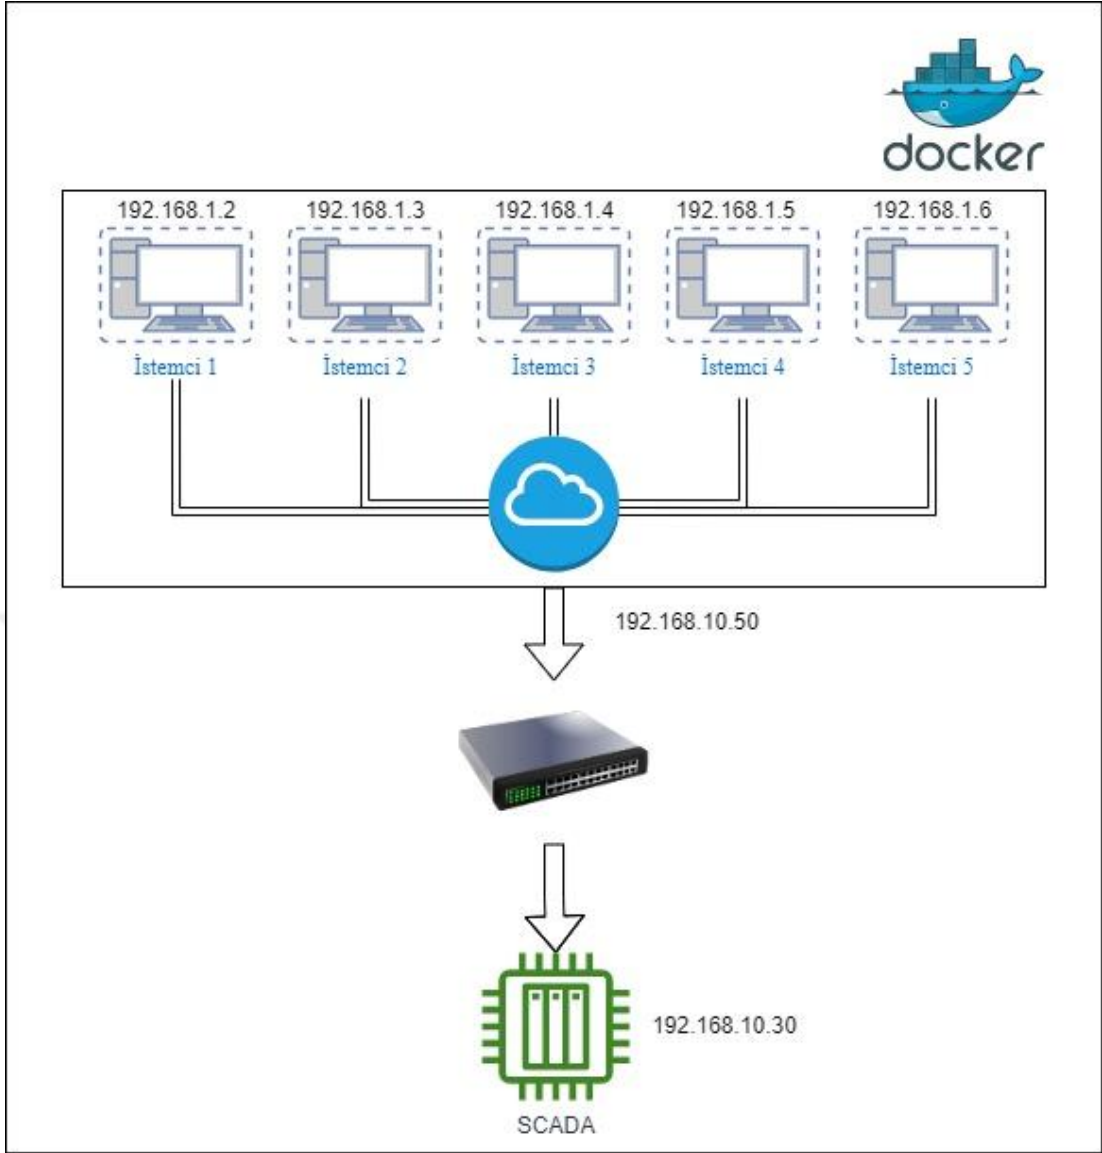 docker
192.168.1.2
192.168.1.3
192.168.1.4
192.168.1.5
192.168.1.6
İstemci 1
İstemci 2
İstemci 3
İstemci 4
İstemci 5
192.168.10.50
192.168.10.30
SCADA